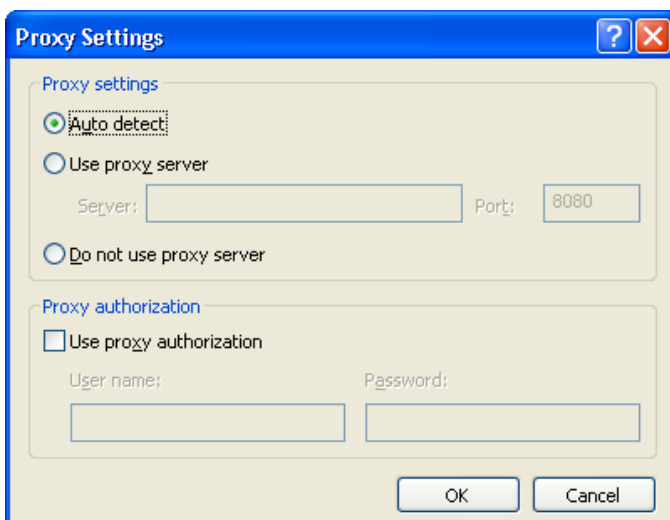 Proxy Settings
Proxy settings
Auto detect
Use proxy server
Server: Port: 8080
Do not use proxy server
Proxy authorization
Use proxy authorization
User name: Password:
OK Cancel